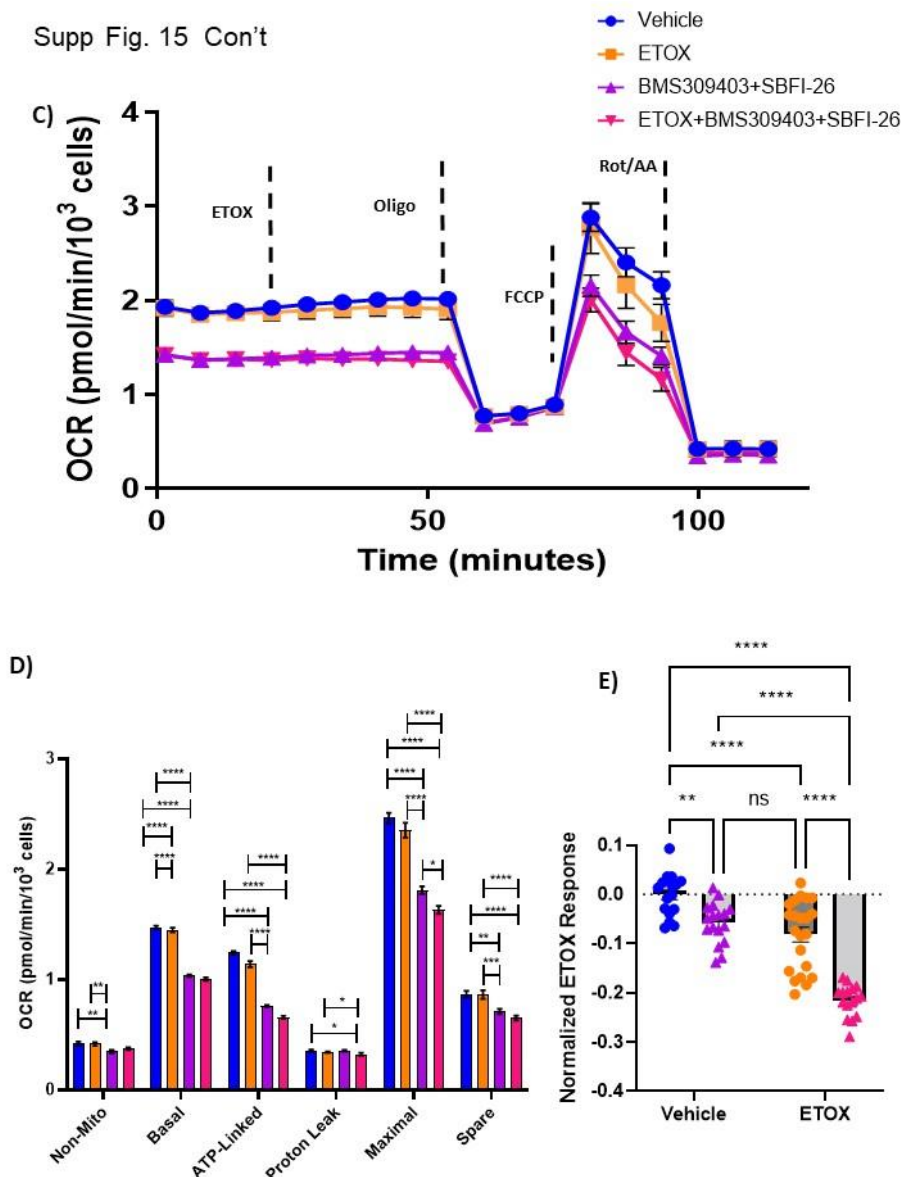 Supp Fig. 15 Con't
Vehicle
ETOX
BMS309403+SBFI-26
ETOX+BMS309403+SBFI-26
C)
OCR (pmol/min/10³ cells)
4
3
2
1
0
ETOX
Oligo
FCCP
Rot/AA
0
50
100
Time (minutes)
D)
OCR (pmol/min/10³ cells)
3
2
1
0
**
**
****
****
****
****
****
****
****
****
*
*
****
****
****
****
*
****
****
**
***
Non-Mito
Basal
ATP-Linked
Proton Leak
Maximal
Spare
E)
****
****
****
**
ns
****
Normalized ETOX Response
0.1
0.0
-0.1
-0.2
-0.3
-0.4
Vehicle
ETOX